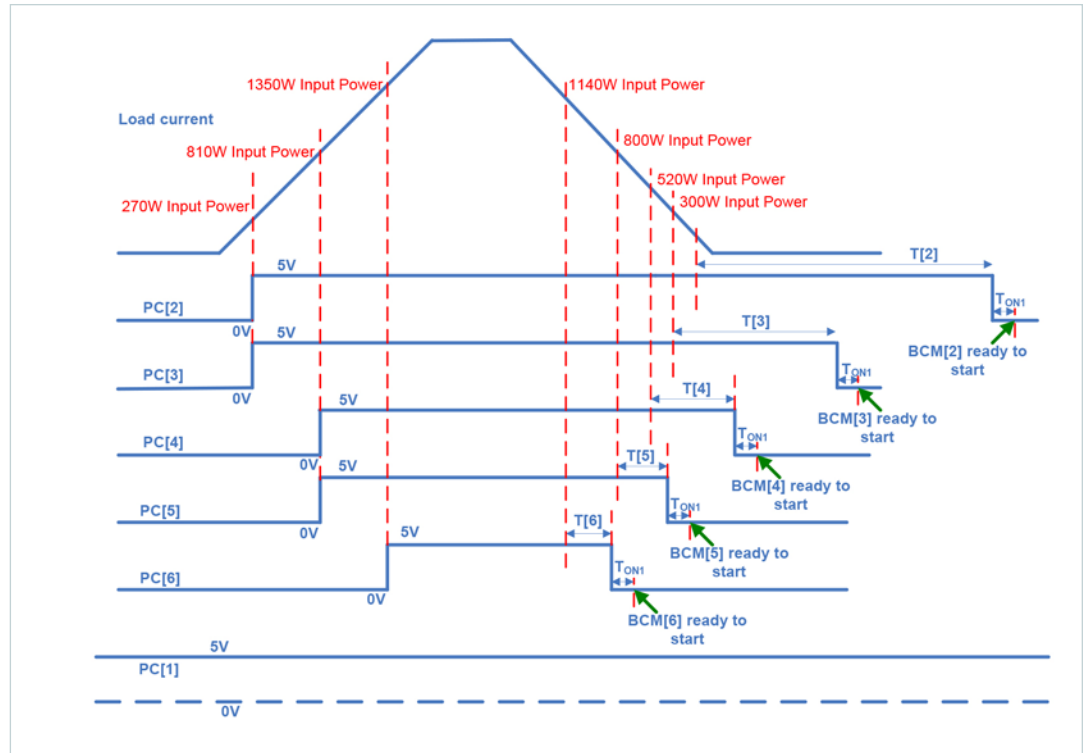 1350W Input Power
1140W Input Power
Load current
800W Input Power
810W Input Power
520W Input Power
300W Input Power
270W Input Power
T[2]
5V
TON1
PC[2]
0V
BCM[2] ready to
start
T[3]
5V
TON1
PC[3]
0V
BCM[3] ready to
start
T[4]
5V
TON1
PC[4]
0V
BCM[4] ready to
start
T[5]
5V
TON1
PC[5]
0V
BCM[5] ready to
start
T[6]
5V
TON1
PC[6]
0V
BCM[6] ready to
start
5V
PC[1]
0V